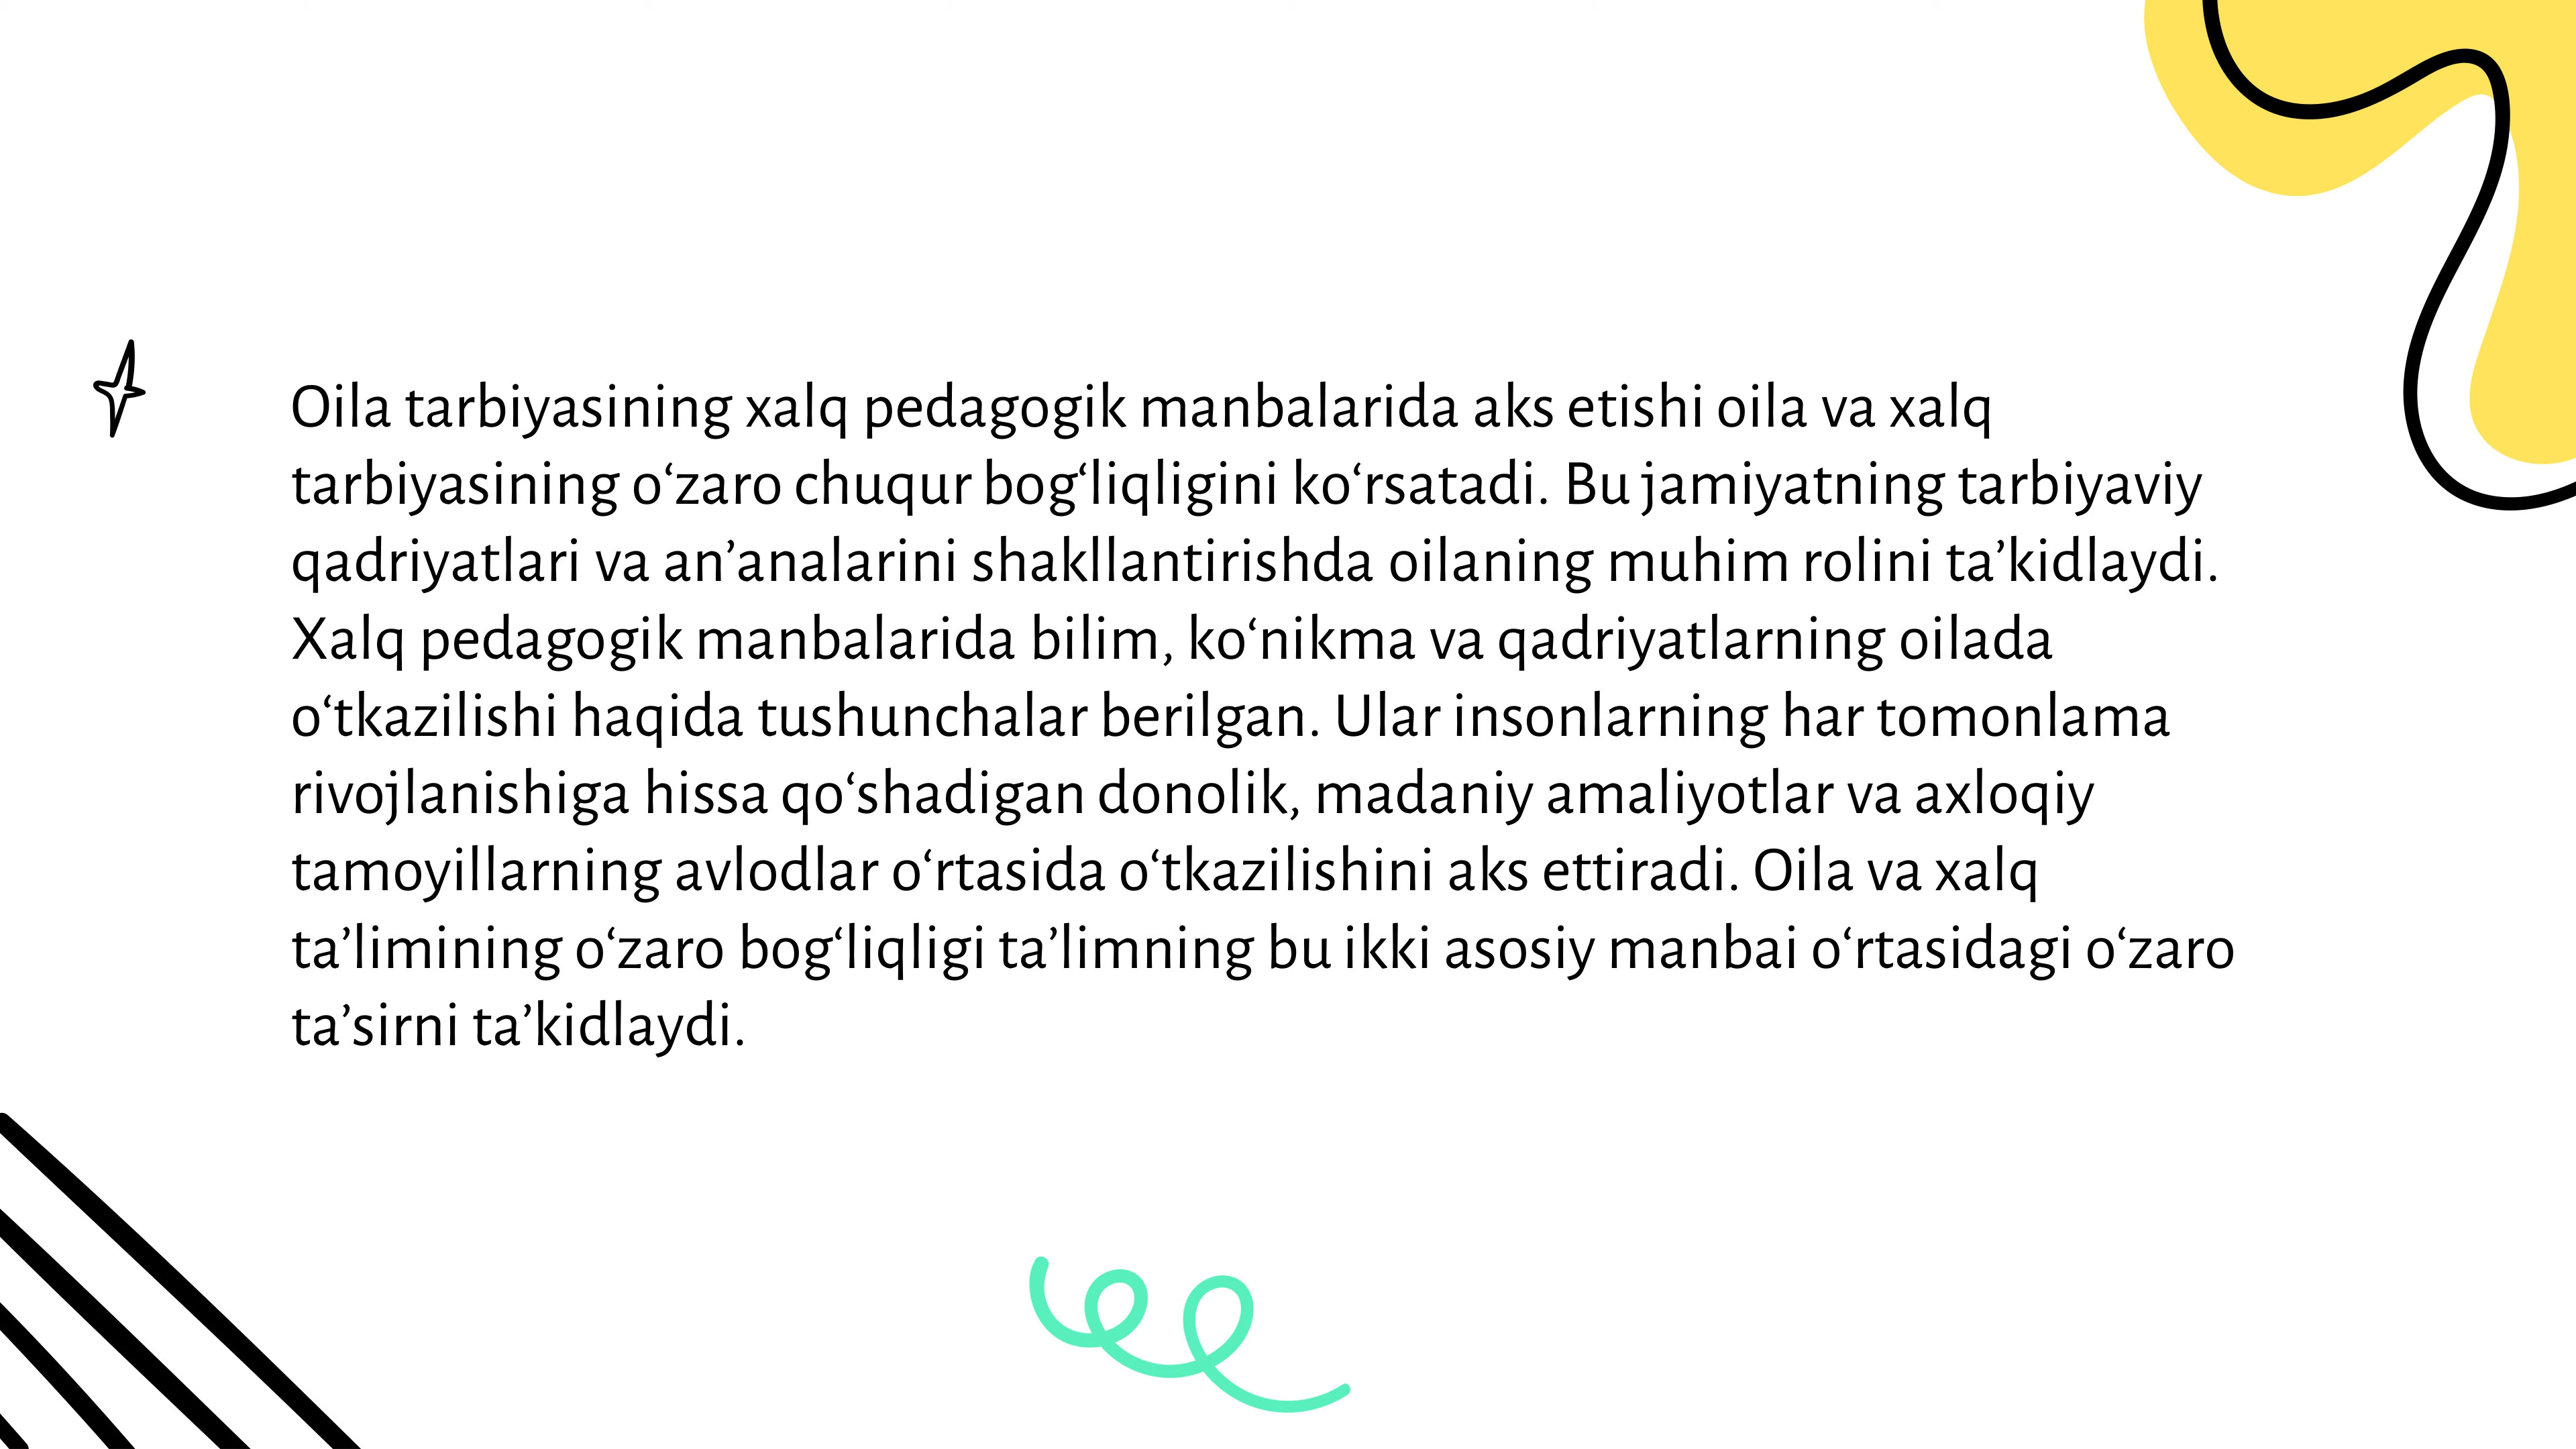 Oila tarbiyasining xalq pedagogik manbalarida aks etishi oila va xalq
tarbiyasining o‘zaro chuqur bog‘liqligini ko‘rsatadi. Bu jamiyatning tarbiyaviy
qadriyatlari va an’analarini shakllantirishda oilaning muhim rolini ta’kidlaydi.
Xalq pedagogik manbalarida bilim, ko‘nikma va qadriyatlarning oilada
o‘tkazilishi haqida tushunchalar berilgan. Ular insonlarning har tomonlama
rivojlanishiga hissa qo‘shadigan donolik, madaniy amaliyotlar va axloqiy
tamoyillarning avlodlar o‘rtasida o‘tkazilishini aks ettiradi. Oila va xalq
ta’limining o‘zaro bog‘liqligi ta’limning bu ikki asosiy manbai o‘rtasidagi o‘zaro
ta’sirni ta’kidlaydi.